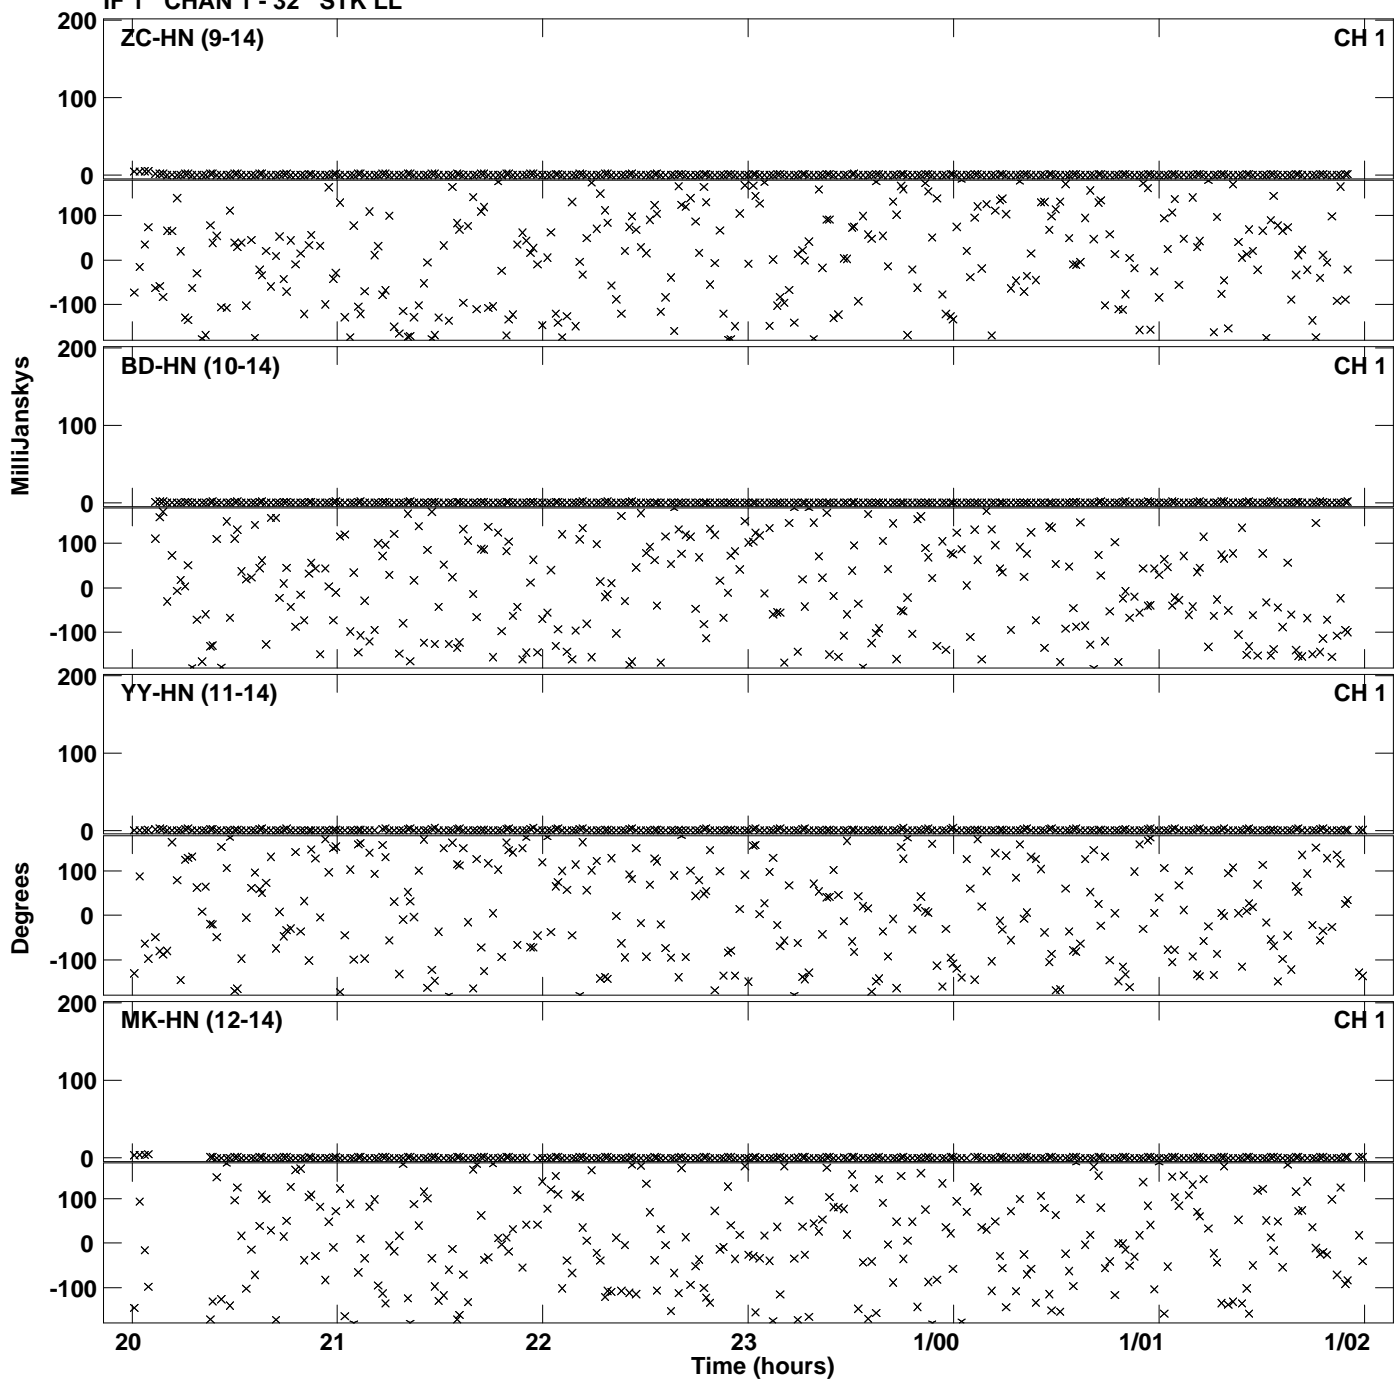 IF 1 CHAN 1 - 32 STK LL
200
ZC-HN (9-14)
CH 1
100
0
100
0
-100
200
BD-HN (10-14)
CH 1
100
0
100
0
-100
MilliJanskys
200
YY-HN (11-14)
CH 1
100
0
100
0
-100
Degrees
200
MK-HN (12-14)
CH 1
100
0
100
0
-100
20 21 22 23 1/00 1/01 1/02
Time (hours)